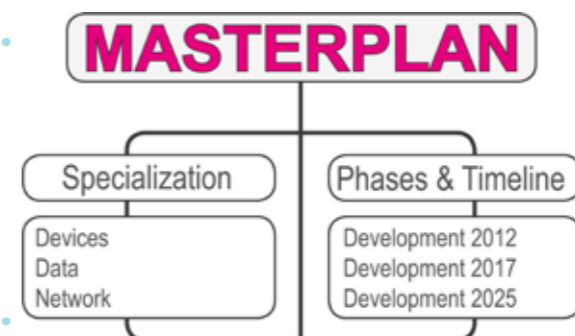 MASTERPLAN
Specialization
Devices
Data
Network
Phases & Timeline
Development 2012
Development 2017
Development 2025